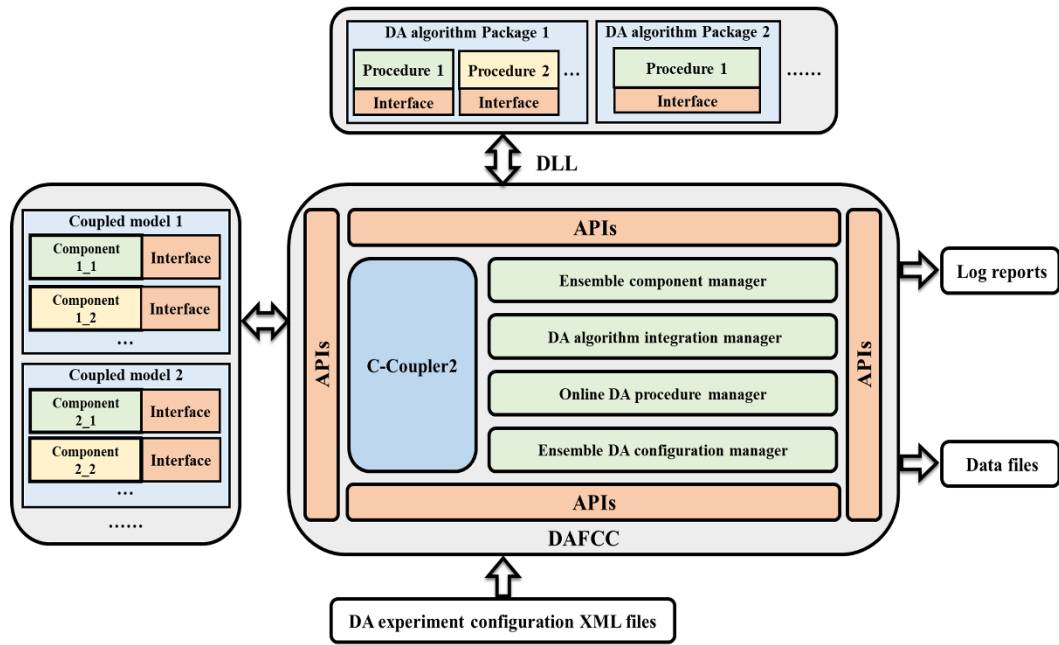 DA algorithm Package 1
Procedure 1
Interface
Procedure 2
Interface
...
DA algorithm Package 2
Procedure 1
Interface
......
DLL
Coupled model 1
Component
1_1
Interface
Component
1_2
Interface
...
Coupled model 2
Component
2_1
Interface
Component
2_2
Interface
...
......
APIs
APIs
C-Coupler2
Ensemble component manager
DA algorithm integration manager
Online DA procedure manager
Ensemble DA configuration manager
APIs
APIs
DAFCC
Log reports
Data files
DA experiment configuration XML files